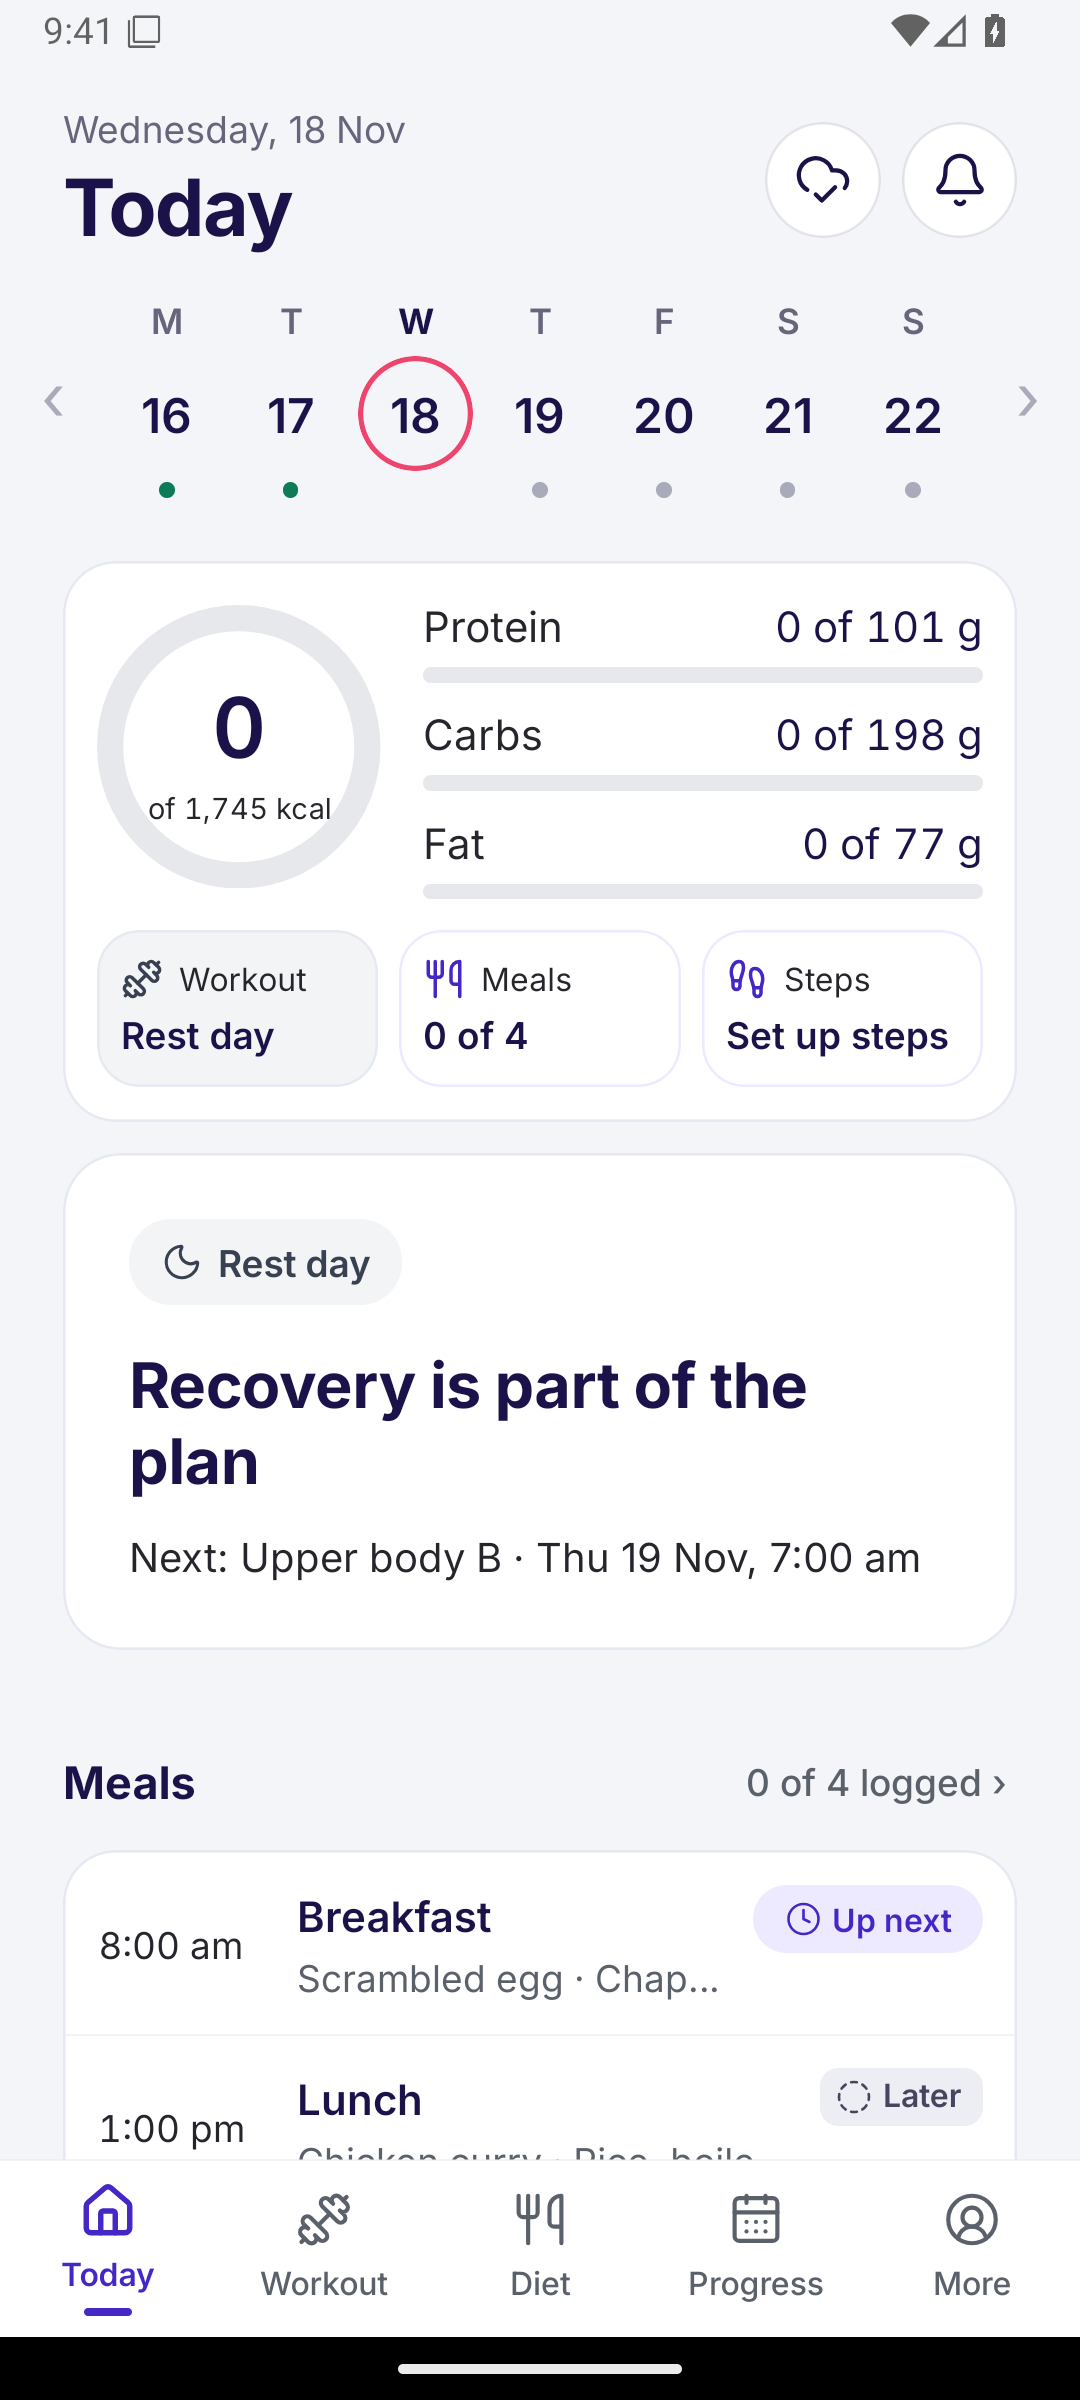 9:41
Wednesday, 18 Nov
Today
M T W T F S S
‹ 16 17 18 19 20 21 22 ›
Protein 0 of 101 g
0
of 1,745 kcal
Carbs 0 of 198 g
Fat 0 of 77 g
Workout
Rest day
Meals
0 of 4
Steps
Set up steps
Rest day
Recovery is part of the
plan
Next: Upper body B · Thu 19 Nov, 7:00 am
Meals 0 of 4 logged ›
8:00 am
Breakfast
Up next
Scrambled egg · Chap...
1:00 pm
Lunch
Later
Chicken curry · Rice, boile
Today Workout Diet Progress More